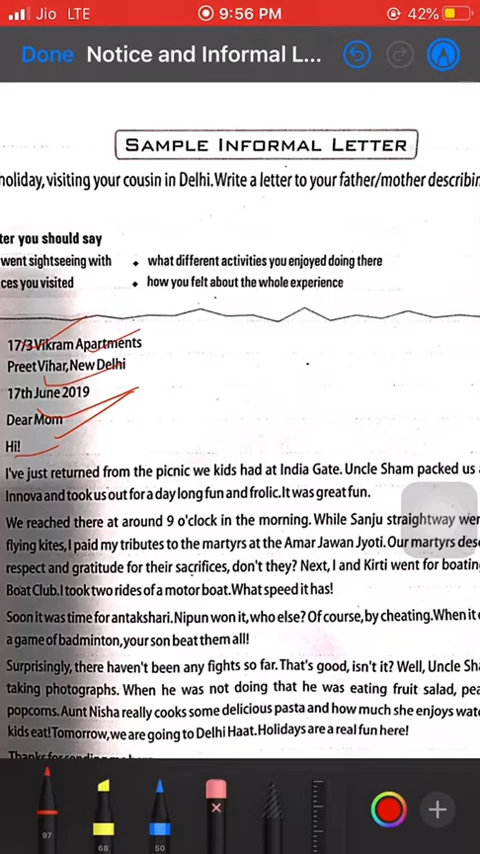 Jio LTE 9:56 PM 42%
Done Notice and Informal L...
SAMPLE INFORMAL LETTER
holiday, visiting your cousin in Delhi. Write a letter to your father/mother describin
ter you should say
went sightseeing with • what different activities you enjoyed doing there
ces you visited • how you felt about the whole experience
17/3 Vikram Apartments
Preet Vihar, New Delhi
17th June 2019
Dear Mom
Hi!
I've just returned from the picnic we kids had at India Gate. Uncle Sham packed us
Innova and took us out for a day long fun and frolic. It was great fun.
We reached there at around 9 o'clock in the morning. While Sanju straightway wer
flying kites, I paid my tributes to the martyrs at the Amar Jawan Jyoti. Our martyrs des
respect and gratitude for their sacrifices, don't they? Next, I and Kirti went for boatin
Boat Club. I took two rides of a motor boat. What speed it has!
Soon it was time for antakshari. Nipun won it, who else? Of course, by cheating. When it
a game of badminton, your son beat them all!
Surprisingly, there haven't been any fights so far. That's good, isn't it? Well, Uncle Sha
taking photographs. When he was not doing that he was eating fruit salad, pea
popcorns. Aunt Nisha really cooks some delicious pasta and how much she enjoys wat
kids eat! Tomorrow, we are going to Delhi Haat. Holidays are a real fun here!
97 68 50